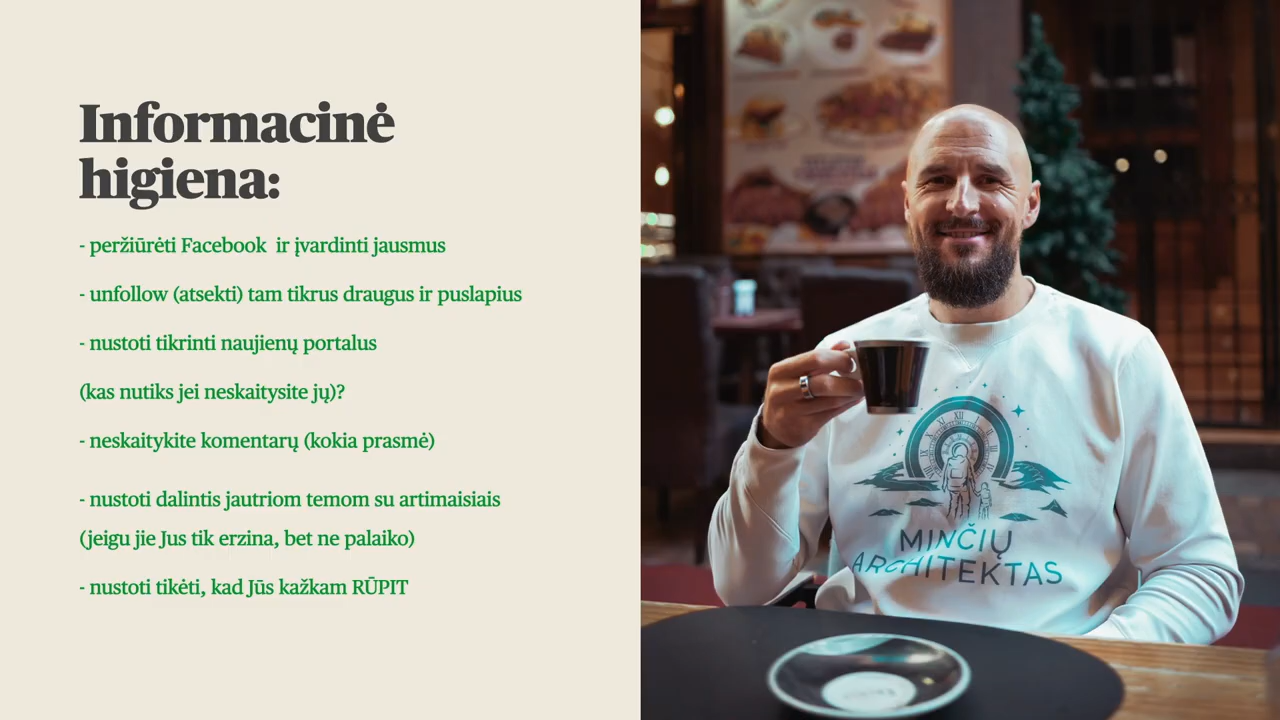 Informacinė
higiena:
- peržiūrėti Facebook  ir įvardinti jausmus
- unfollow (atsekti) tam tikrus draugus ir puslapius
- nustoti tikrinti naujienų portalus
(kas nutiks jei neskaitysite jų)?
- neskaitykite komentarų (kokia prasmė)
- nustoti dalintis jautriom temom su artimaisiais
(jeigu jie Jus tik erzina, bet ne palaiko)
- nustoti tikėti, kad Jūs kažkam RŪPIT
MINČIŲ
ARCHITEKTAS